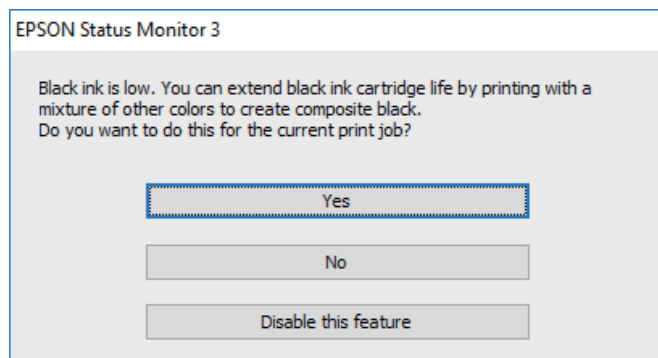 EPSON Status Monitor 3
Black ink is low. You can extend black ink cartridge life by printing with a
mixture of other colors to create composite black.
Do you want to do this for the current print job?
Yes
No
Disable this feature